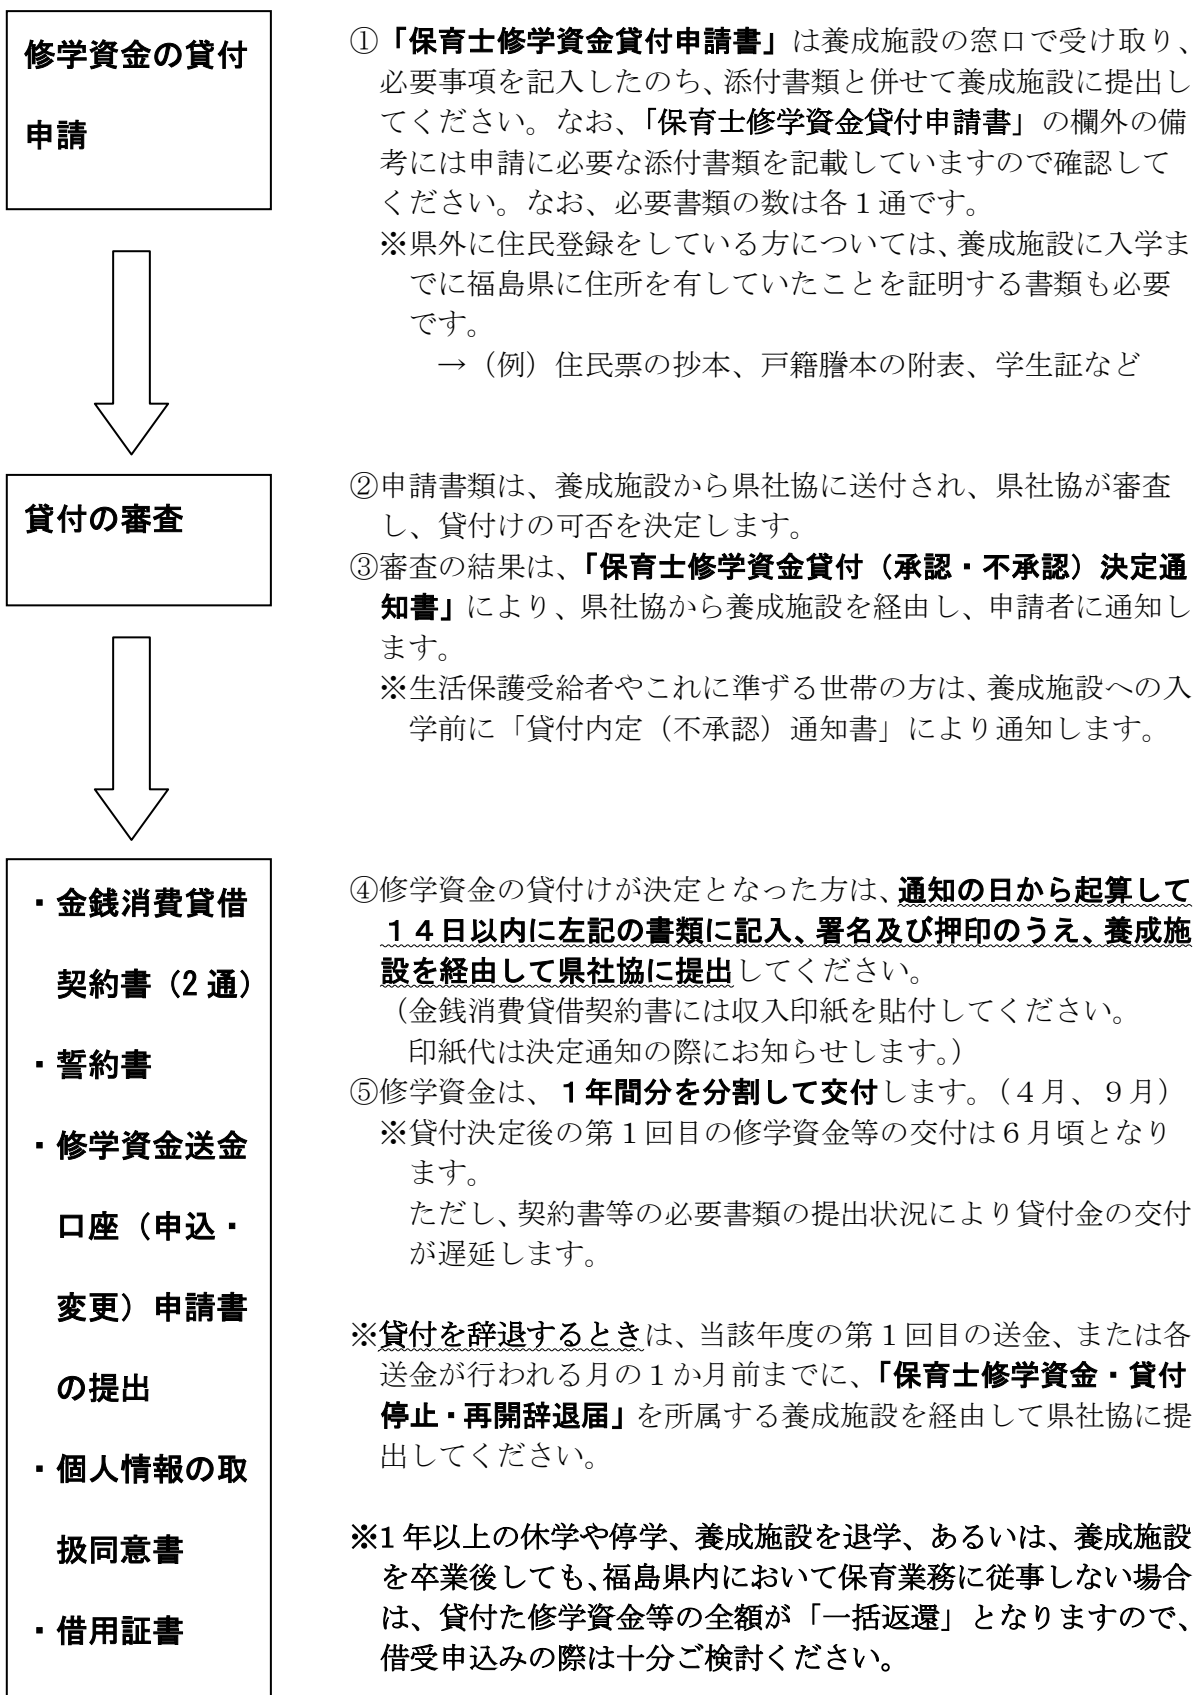 修学資金の貸付
申請
①「保育士修学資金貸付申請書」は養成施設の窓口で受け取り、
必要事項を記入したのち、添付書類と併せて養成施設に提出し
てください。なお、「保育士修学資金貸付申請書」の欄外の備
考には申請に必要な添付書類を記載していますので確認して
ください。なお、必要書類の数は各１通です。
※県外に住民登録をしている方については、養成施設に入学ま
でに福島県に住所を有していたことを証明する書類も必要
です。
→（例）住民票の抄本、戸籍謄本の附表、学生証など
貸付の審査
②申請書類は、養成施設から県社協に送付され、県社協が審査
し、貸付けの可否を決定します。
③審査の結果は、「保育士修学資金貸付（承認・不承認）決定通
知書」により、県社協から養成施設を経由し、申請者に通知し
ます。
※生活保護受給者やこれに準ずる世帯の方は、養成施設への入
学前に「貸付内定（不承認）通知書」により通知します。
・金銭消費貸借
契約書（2 通）
・誓約書
・修学資金送金
口座（申込・
変更）申請書
の提出
・個人情報の取
扱同意書
・借用証書
④修学資金の貸付けが決定となった方は、通知の日から起算して
１４日以内に左記の書類に記入、署名及び押印のうえ、養成施
設を経由して県社協に提出してください。
（金銭消費貸借契約書には収入印紙を貼付してください。
印紙代は決定通知の際にお知らせします。）
⑤修学資金は、１年間分を分割して交付します。（４月、９月）
※貸付決定後の第１回目の修学資金等の交付は６月頃となり
ます。
ただし、契約書等の必要書類の提出状況により貸付金の交付
が遅延します。
※貸付を辞退するときは、当該年度の第１回目の送金、または各
送金が行われる月の１か月前までに、「保育士修学資金・貸付
停止・再開辞退届」を所属する養成施設を経由して県社協に提
出してください。
※1 年以上の休学や停学、養成施設を退学、あるいは、養成施設
を卒業後しても、福島県内において保育業務に従事しない場合
は、貸付た修学資金等の全額が「一括返還」となりますので、
借受申込みの際は十分ご検討ください。